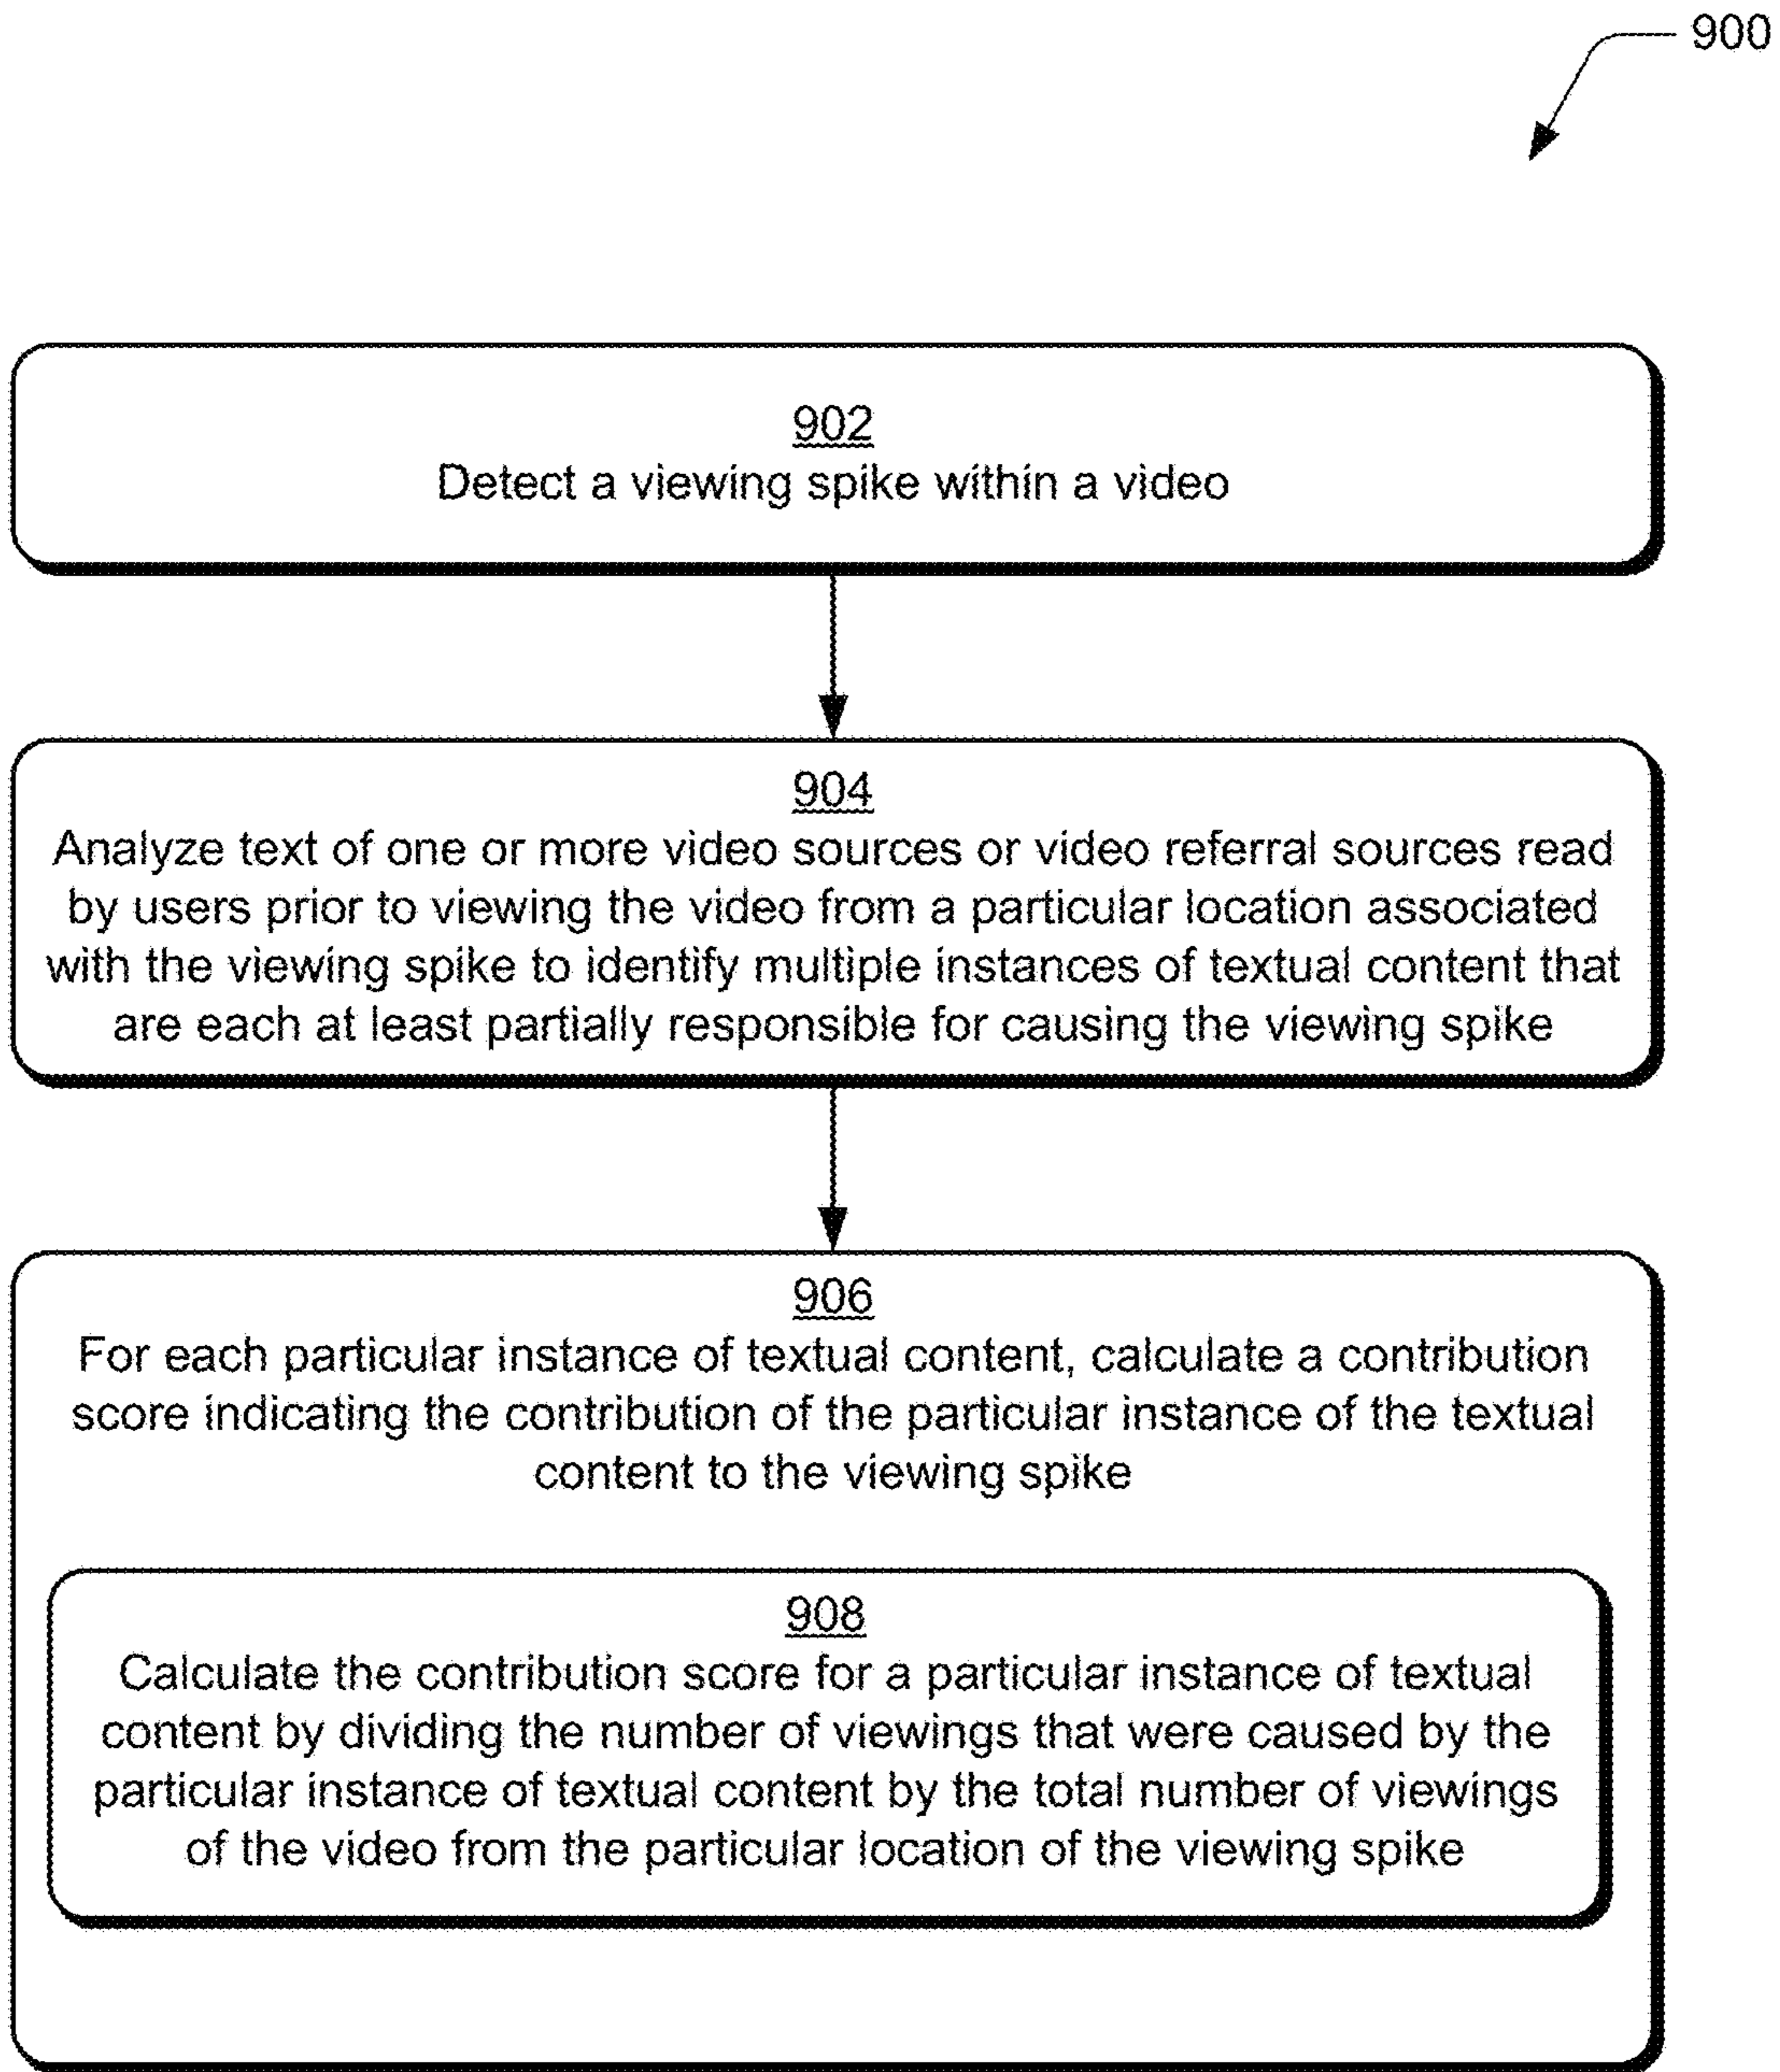 900
902
Detect a viewing spike within a video
904
Analyze text of one or more video sources or video referral sources read
by users prior to viewing the video from a particular location associated
with the viewing spike to identify multiple instances of textual content that
are each at least partially responsible for causing the viewing spike
906
For each particular instance of textual content, calculate a contribution
score indicating the contribution of the particular instance of the textual
content to the viewing spike
908
Calculate the contribution score for a particular instance of textual
content by dividing the number of viewings that were caused by the
particular instance of textual content by the total number of viewings
of the video from the particular location of the viewing spike